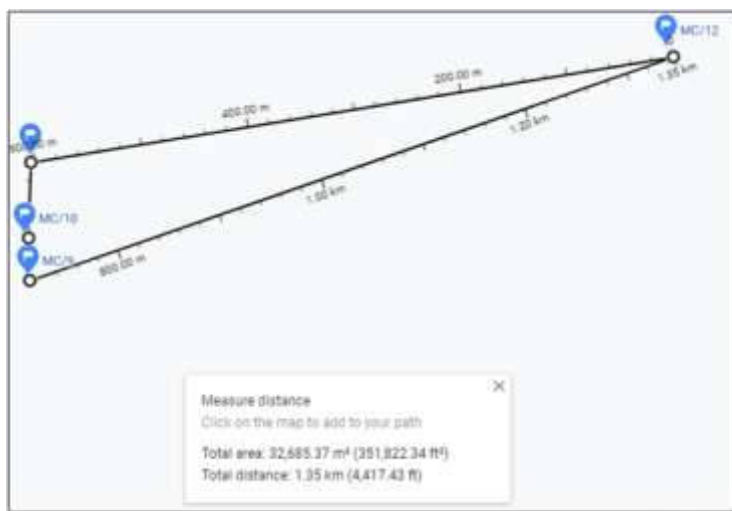 MC/12
1.35 km
200.00 m
400.00 m
1.20 km
1.00 km
MC/10
MC/9
800.00 m
Measure distance
Click on the map to add to your path
Total area: 32,685.37 m² (351,822.34 ft²)
Total distance: 1.35 km (4,417.43 ft)